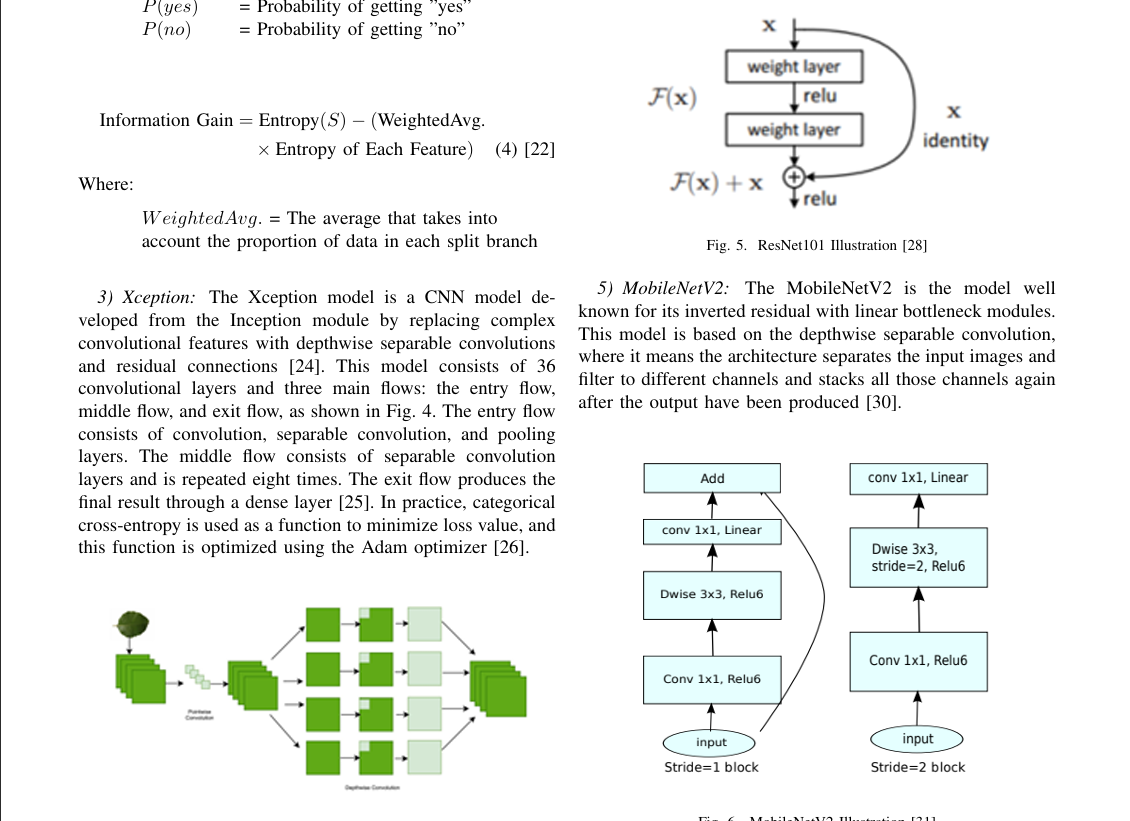 P(yes) = Probability of getting ”yes”
P(no) = Probability of getting ”no”
Information Gain = Entropy(S) − (WeightedAvg.
× Entropy of Each Feature) (4) [22]
Where:
WeightedAvg. = The average that takes into
account the proportion of data in each split branch
3) Xception: The Xception model is a CNN model de-
veloped from the Inception module by replacing complex
convolutional features with depthwise separable convolutions
and residual connections [24]. This model consists of 36
convolutional layers and three main flows: the entry flow,
middle flow, and exit flow, as shown in Fig. 4. The entry flow
consists of convolution, separable convolution, and pooling
layers. The middle flow consists of separable convolution
layers and is repeated eight times. The exit flow produces the
final result through a dense layer [25]. In practice, categorical
cross-entropy is used as a function to minimize loss value, and
this function is optimized using the Adam optimizer [26].
Pointwise
Convolution
Depthwise Convolution
x
weight layer
relu
F(x)
weight layer
x
identity
F(x) + x
+
relu
Fig. 5. ResNet101 Illustration [28]
5) MobileNetV2: The MobileNetV2 is the model well
known for its inverted residual with linear bottleneck modules.
This model is based on the depthwise separable convolution,
where it means the architecture separates the input images and
filter to different channels and stacks all those channels again
after the output have been produced [30].
Add
conv 1x1, Linear
Dwise 3x3, Relu6
Conv 1x1, Relu6
input
Stride=1 block
conv 1x1, Linear
Dwise 3x3,
stride=2, Relu6
Conv 1x1, Relu6
input
Stride=2 block
Fig. 6. MobileNetV2 Illustration [31]